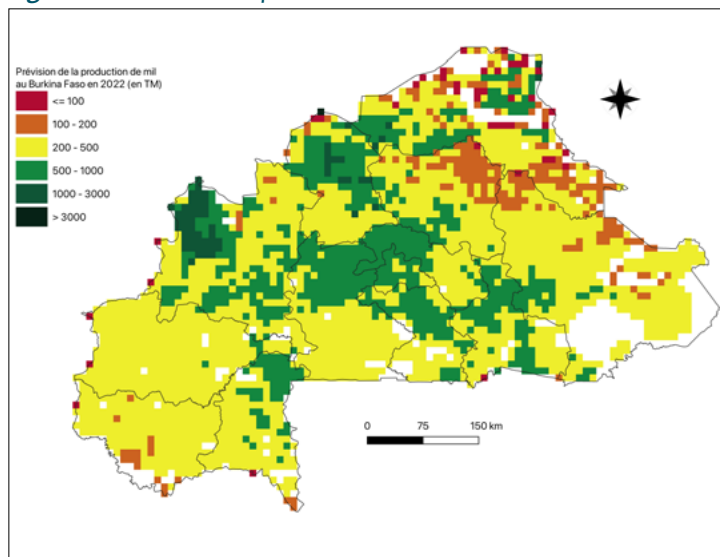 Prévision de la production de mil
au Burkina Faso en 2022 (en TM)
<= 100
100 - 200
200 - 500
500 - 1000
1000 - 3000
> 3000
0 75 150 km